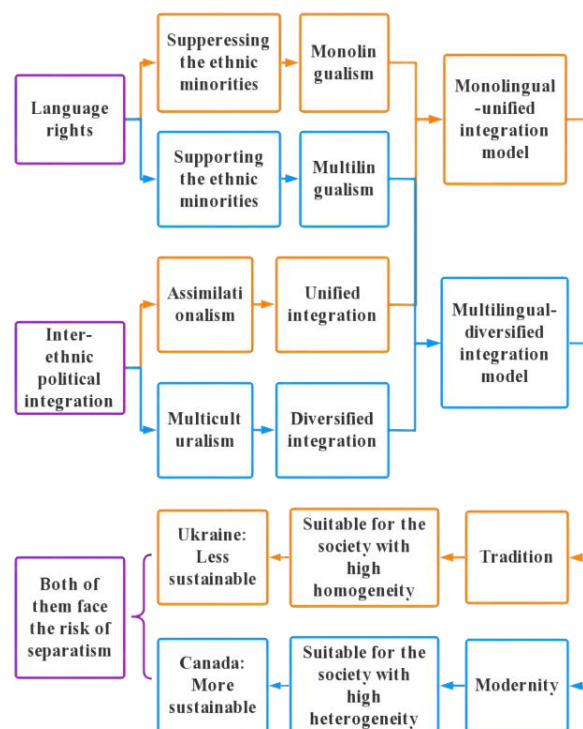 Supperessing
the ethnic
minorities
Monolin
gualism
Monolingual
-unified
integration
model
Language
rights
Supporting
the ethnic
minorities
Multilin
gualism
Assimilati
onalism
Unified
integration
Multilingual-
diversified
integration
model
Inter-
ethnic
political
integration
Multicult
uralism
Diversified
integration
Ukraine:
Less
sustainable
Suitable for the
society with
high
homogeneity
Tradition
Both of
them face
the risk of
separatism
Canada:
More
sustainable
Suitable for the
society with
high
heterogeneity
Modernity